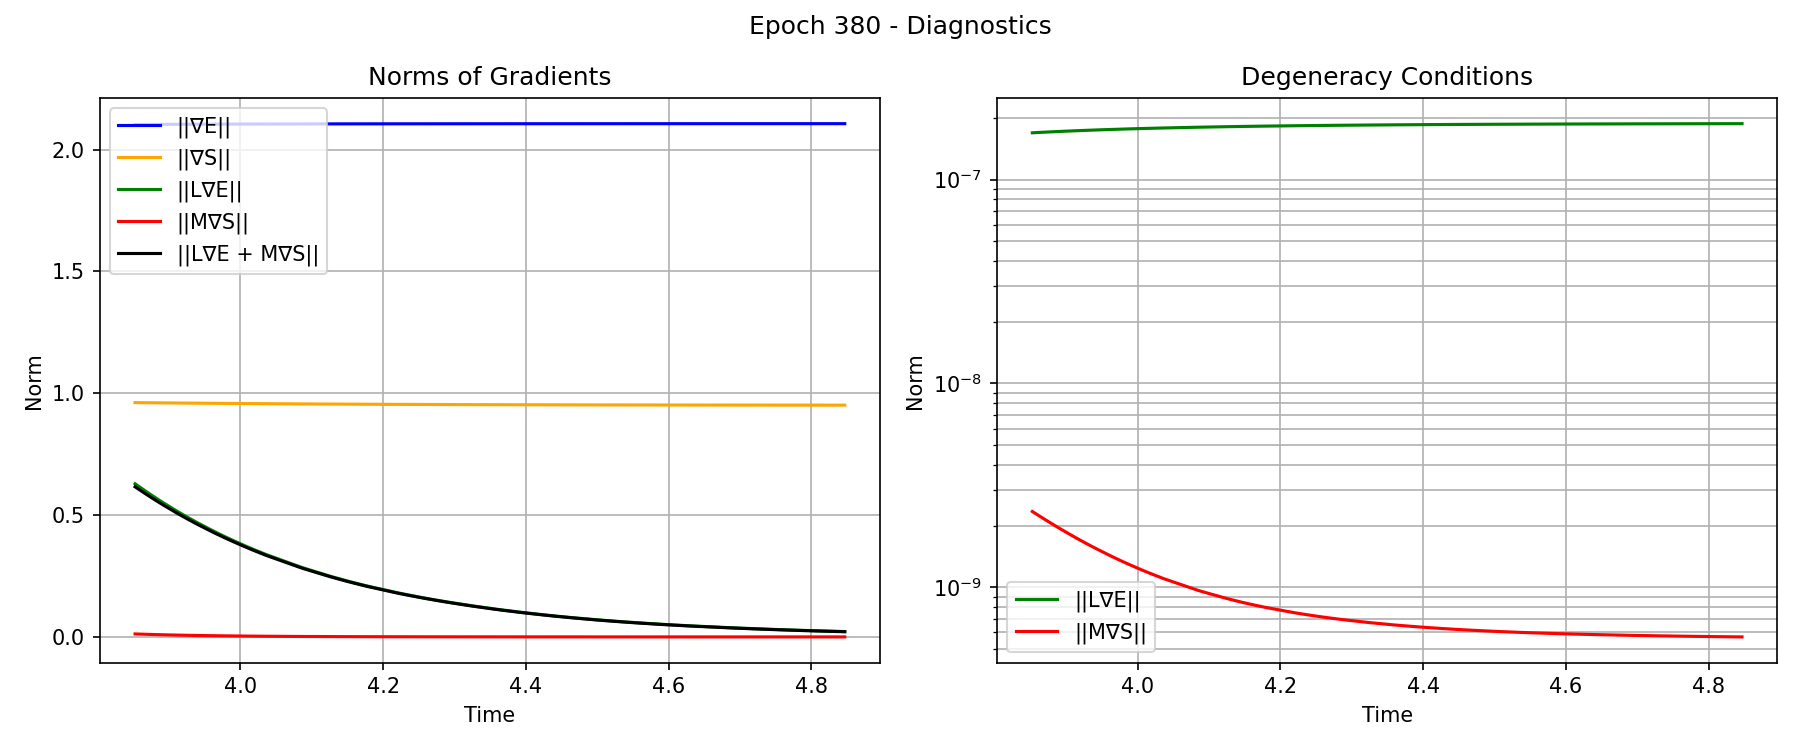 Epoch 380 - Diagnostics
Norms of Gradients
||∇E||
||∇S||
||L∇E||
||M∇S||
||L∇E + M∇S||
Norm
2.0
1.5
1.0
0.5
0.0
4.0 4.2 4.4 4.6 4.8
Time
Degeneracy Conditions
Norm
10⁻⁷
10⁻⁸
10⁻⁹
||L∇E||
||M∇S||
4.0 4.2 4.4 4.6 4.8
Time